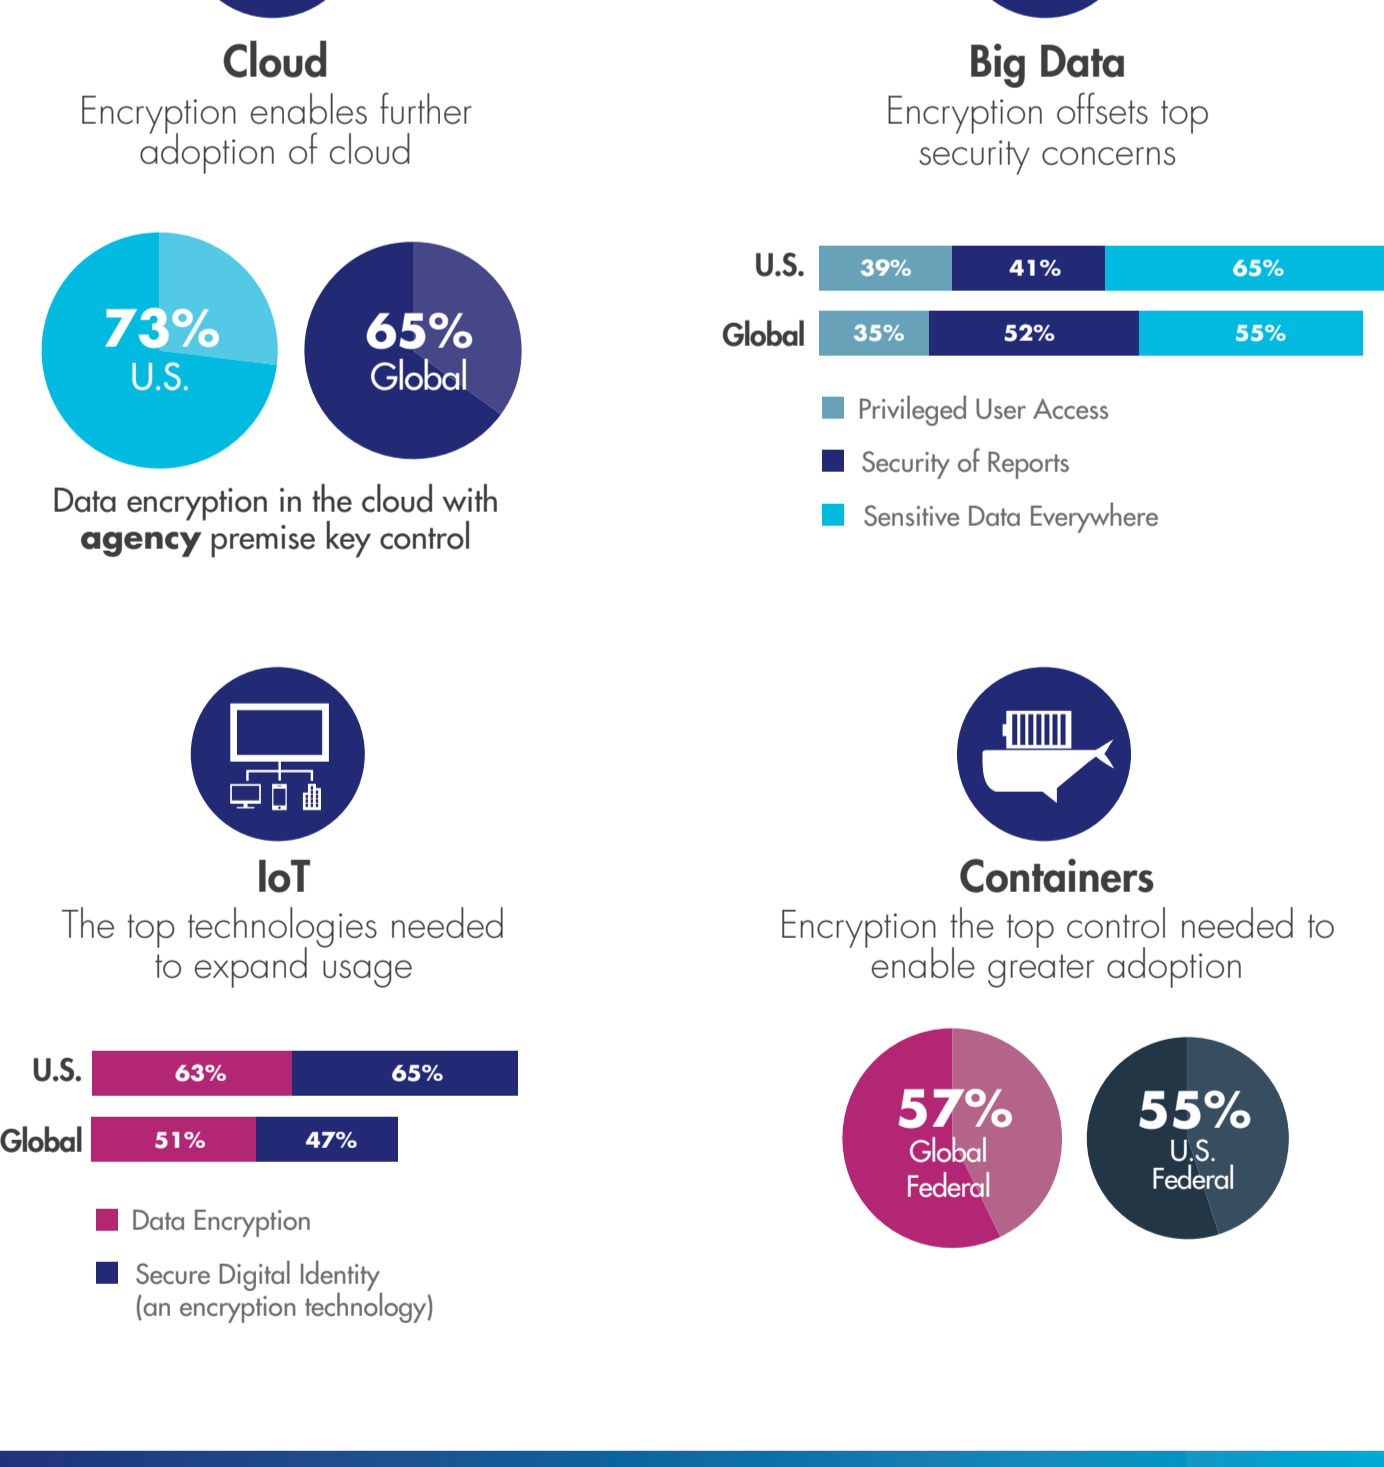 Cloud
Encryption enables further
adoption of cloud
73%
U.S.
65%
Global
Data encryption in the cloud with
agency premise key control
Big Data
Encryption offsets top
security concerns
U.S. 39% 41% 65%
Global 35% 52% 55%
Privileged User Access
Security of Reports
Sensitive Data Everywhere
IoT
The top technologies needed
to expand usage
U.S. 63% 65%
Global 51% 47%
Data Encryption
Secure Digital Identity
(an encryption technology)
Containers
Encryption the top control needed to
enable greater adoption
57%
Global
Federal
55%
U.S.
Federal